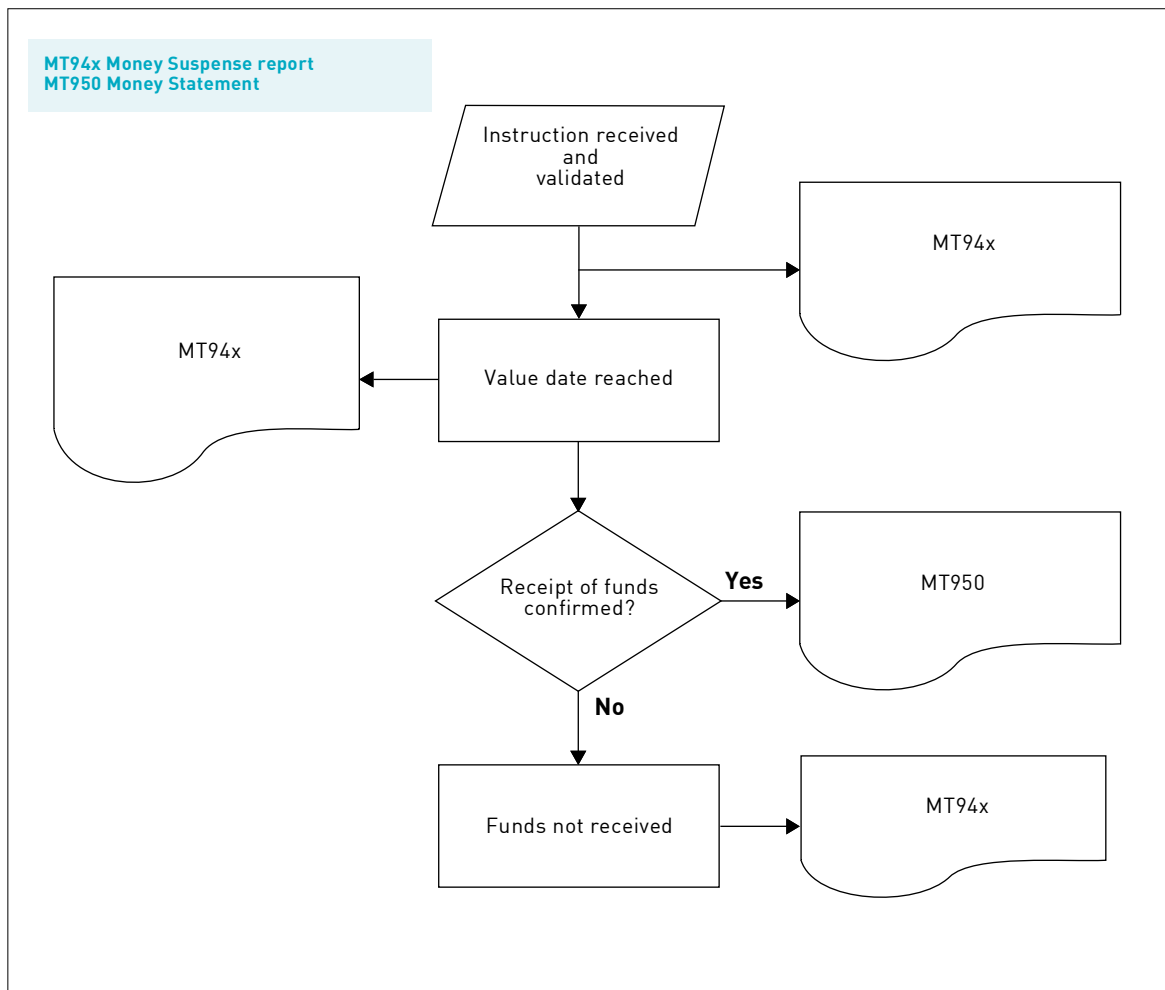 MT94x Money Suspense report
MT950 Money Statement
Instruction received
and
validated
MT94x
MT94x
Value date reached
Receipt of funds
confirmed?
Yes
MT950
No
Funds not received
MT94x